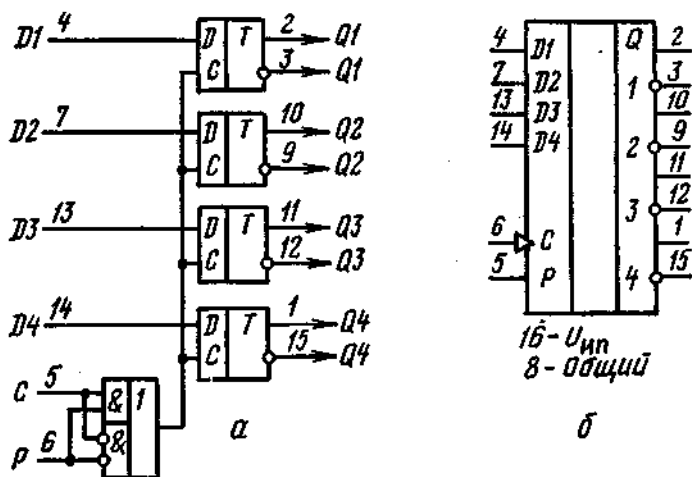 D1 4 D T 2 Q1
C 3 Q1
D2 7 D T 10 Q2
C 9 Q2
D3 13 D T 11 Q3
C 12 Q3
D4 14 D T 1 Q4
C 15 Q4
C 5 & 1
P 6 &
а
4 D1 Q 2
7 D2 1 3
13 D3 10
14 D4 2 9
11
3 12
6 C 1
5 P 4 15
16 - Uип
8 - Общий
б